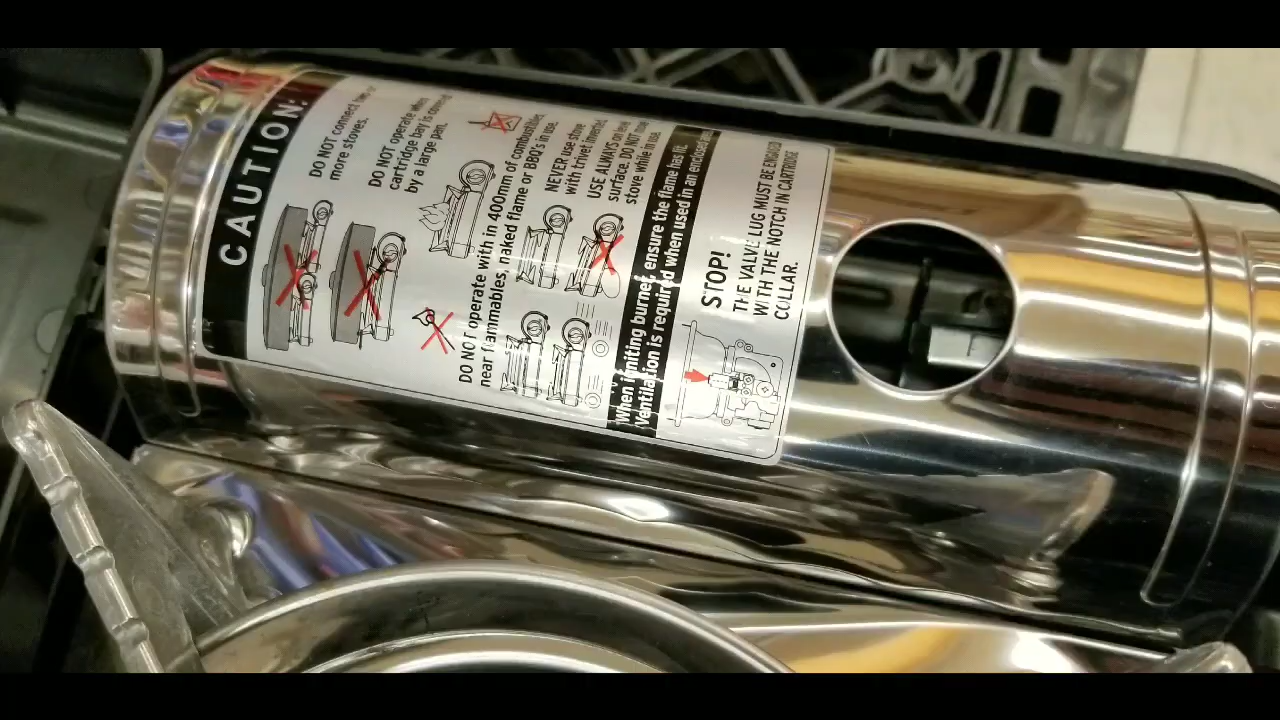 CAUTION:
DO NOT connect
more stoves.
DO NOT operate when
cartridge bay is covered
by a large pan.
DO NOT operate with in 400mm of combustible,
near flammables, naked flame or BBQ's in use.
NEVER use stove
with trivet inverted.
USE ALWAYS on level
surface. DO NOT
stove while in use.
When igniting burner, ensure the flame has lit.
Ventilation is required when used in an enclosed
STOP!
THE VALVE LUG MUST BE ENGAGED
WITH THE NOTCH IN CARTRIDGE
COLLAR.